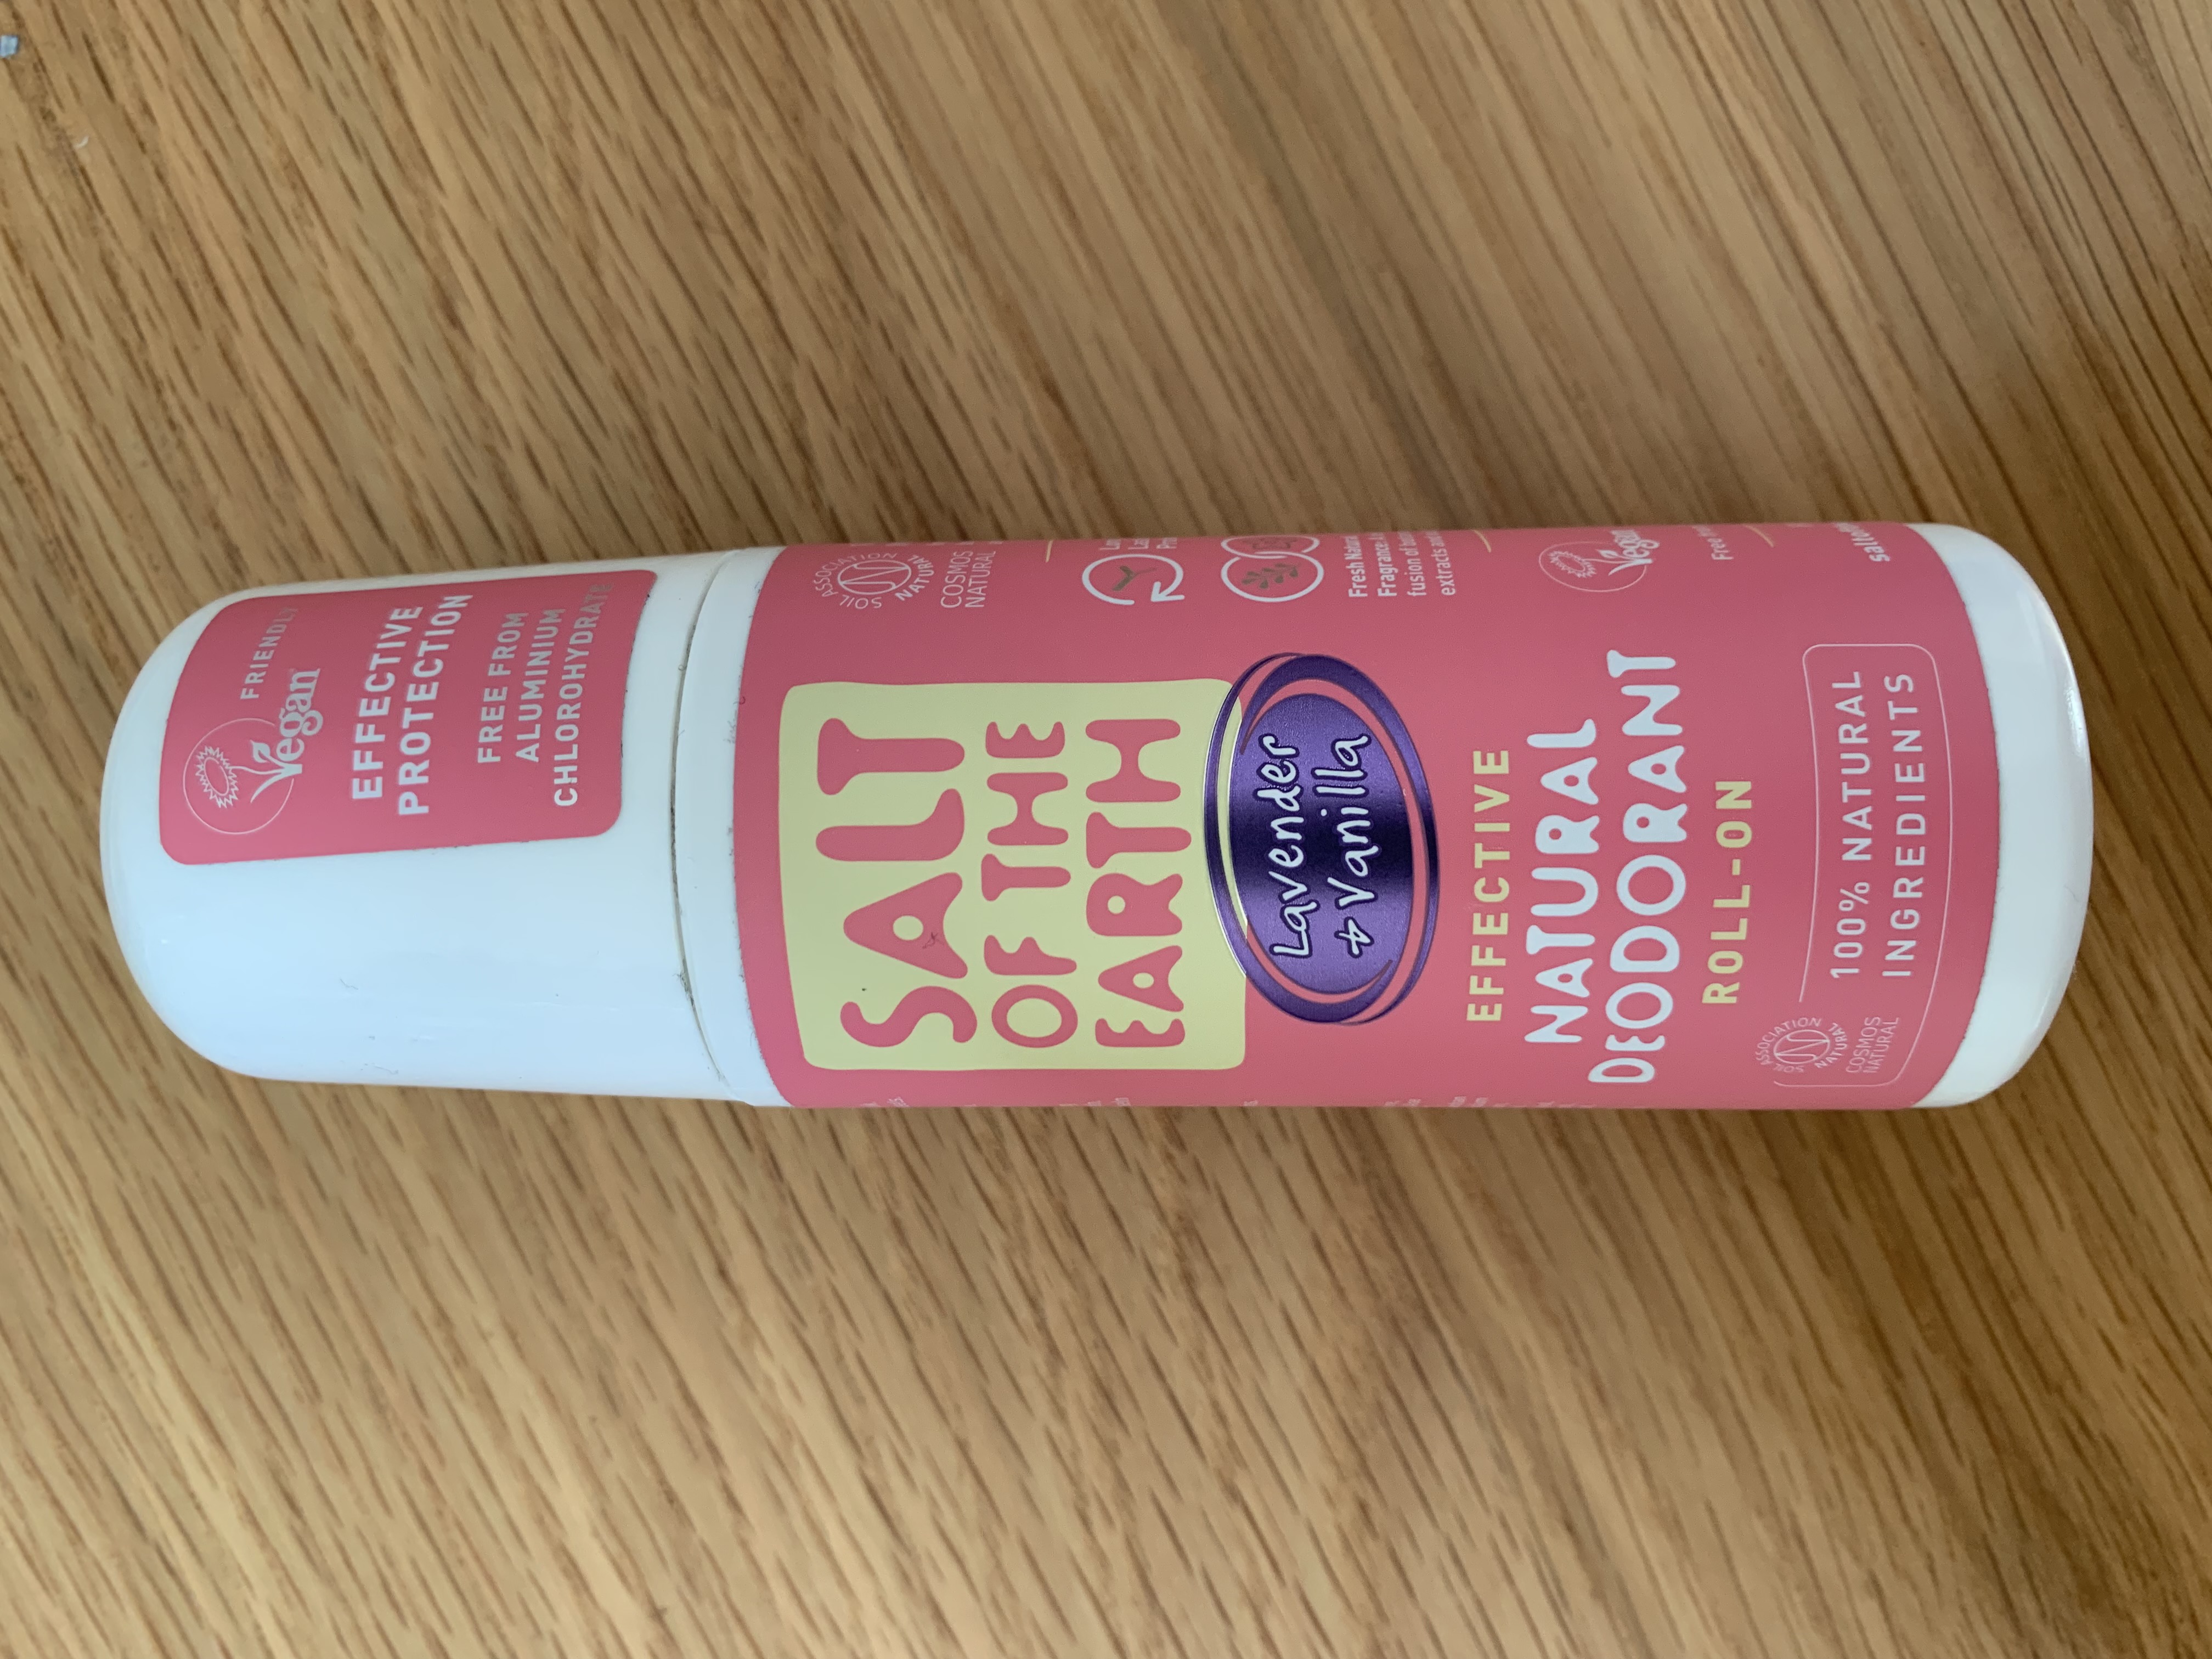 FRIENDLY
Vegan
EFFECTIVE
PROTECTION
FREE FROM
ALUMINIUM
CHLOROHYDRATE
SALT
OF THE
EARTH
Lavender
+ Vanilla
EFFECTIVE
NATURAL
DEODORANT
ROLL-ON
100% NATURAL
INGREDIENTS
SOIL ASSOCIATION
NATURAL
COSMOS
NATURAL
SOIL ASSOCIATION
NATURAL
COSMOS
NATURAL
Fresh
Fragrance
fusion of
extracts
Vegan
Free